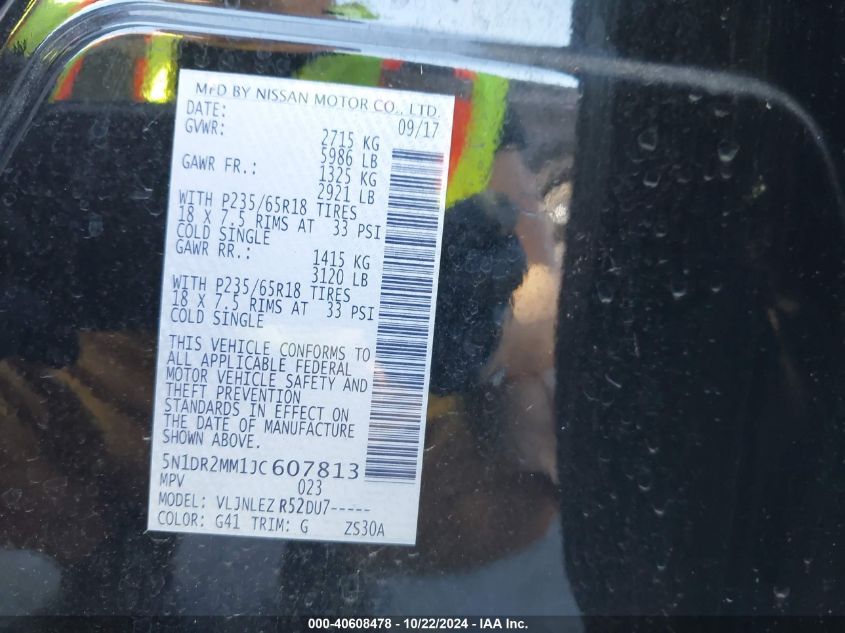 MFD BY NISSAN MOTOR CO., LTD.
DATE: 09/17
GVWR: 2715 KG
5986 LB
GAWR FR.: 1325 KG
2921 LB
WITH P235/65R18 TIRES
18 X 7.5 RIMS AT 33 PSI
COLD SINGLE
GAWR RR.: 1415 KG
3120 LB
WITH P235/65R18 TIRES
18 X 7.5 RIMS AT 33 PSI
COLD SINGLE
THIS VEHICLE CONFORMS TO
ALL APPLICABLE FEDERAL
MOTOR VEHICLE SAFETY AND
THEFT PREVENTION
STANDARDS IN EFFECT ON
THE DATE OF MANUFACTURE
SHOWN ABOVE.
5N1DR2MM1JC607813
MPV 023
MODEL: VLJNLEZ R52DU7-----
COLOR: G41 TRIM: G ZS30A
000-40608478 - 10/22/2024 - IAA Inc.